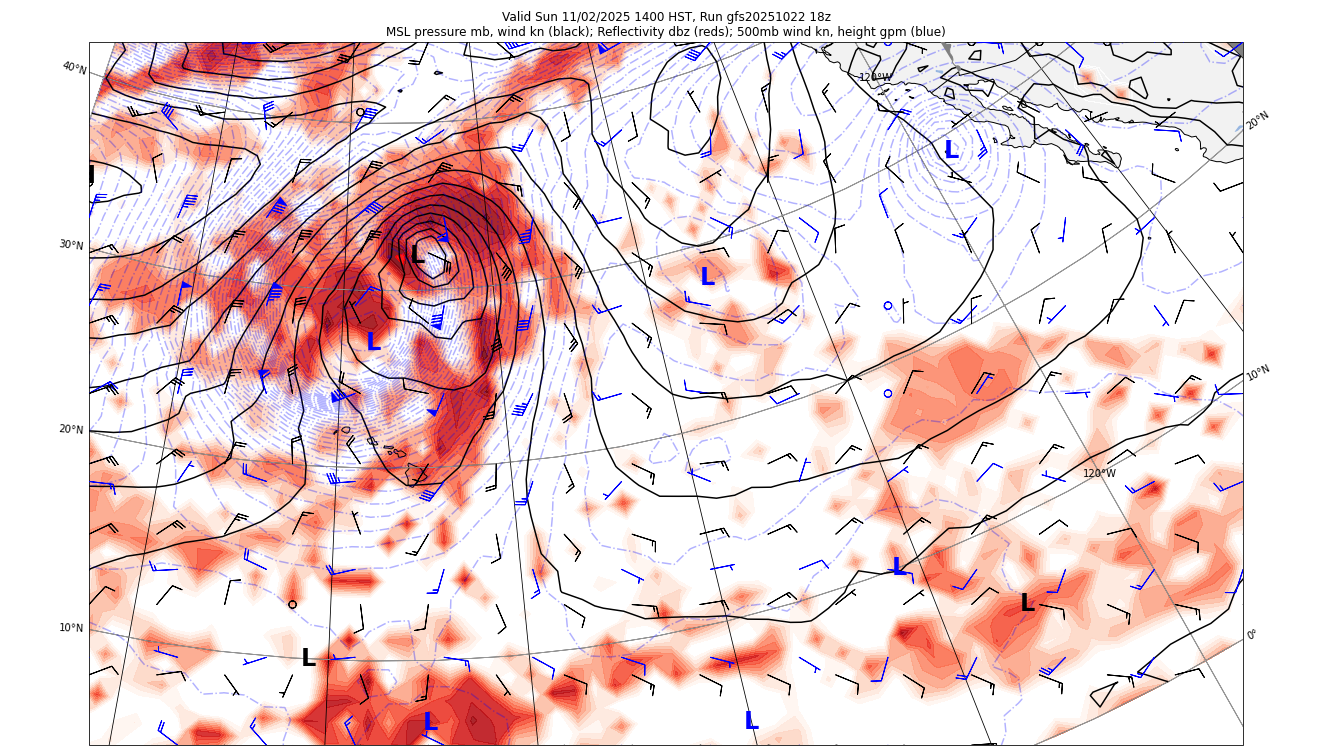 Valid Sun 11/02/2025 1400 HST, Run gfs20251022 18z
MSL pressure mb, wind kn (black); Reflectivity dbz (reds); 500mb wind kn, height gpm (blue)
40°N
120°W
20°N
L
30°N
L
L
L
10°N
20°N
120°W
L
L
10°N
0°
L
L
L